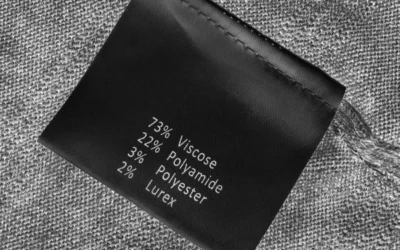 73% Viscose
22% Polyamide
3% Polyester
2% Lurex